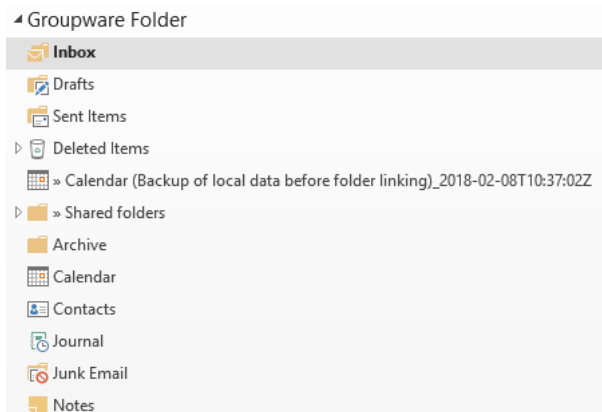 Groupware Folder
Inbox
Drafts
Sent Items
Deleted Items
» Calendar (Backup of local data before folder linking)_2018-02-08T10:37:02Z
» Shared folders
Archive
Calendar
Contacts
Journal
Junk Email
Notes